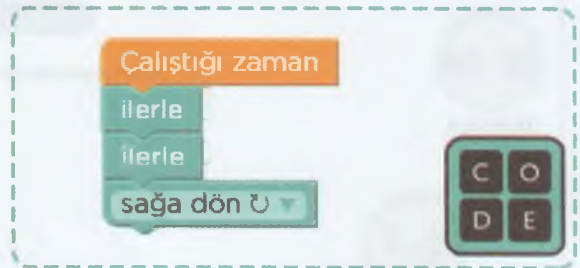 Çalıştığı zaman
ilerle
ilerle
sağa dön ↻ ▼
C O
D E